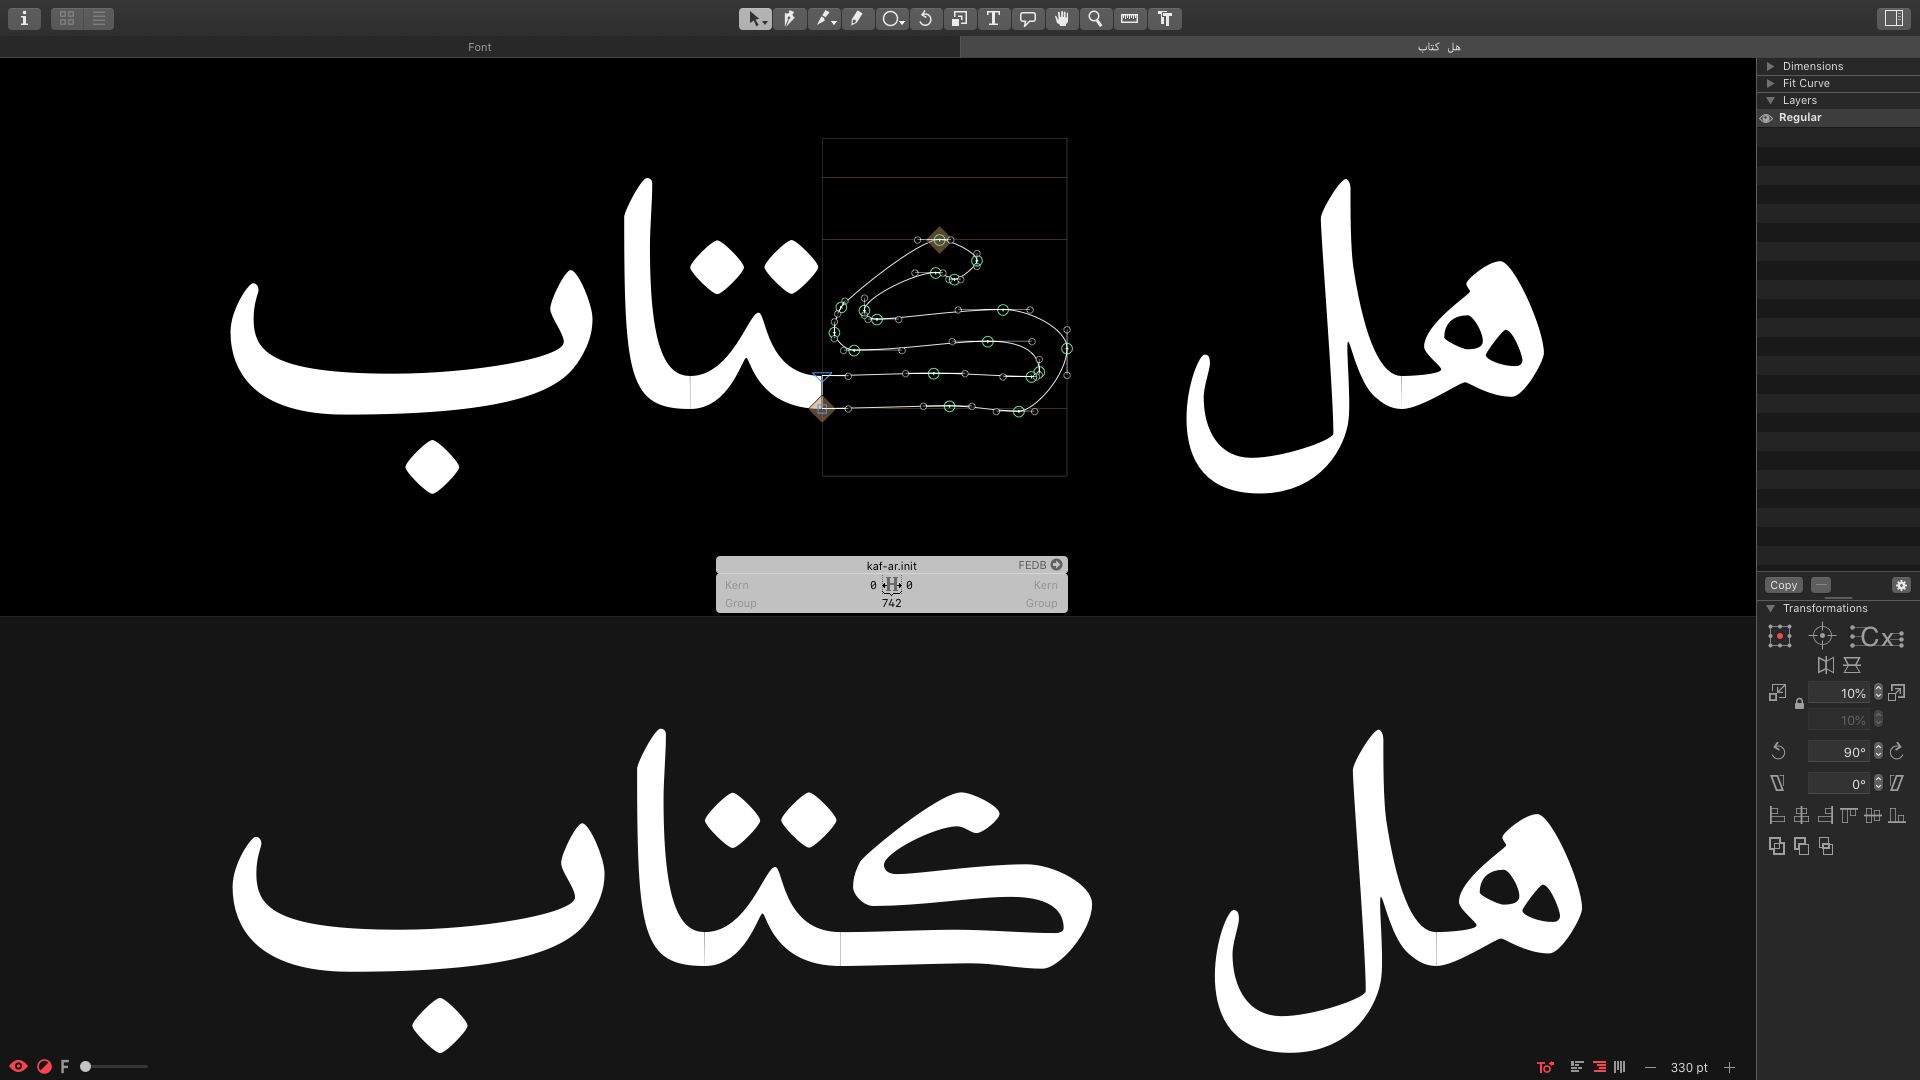 Font
هل كتاب
هل كتاب
kaf-ar.init
FEDB
Kern
0
H
0
Kern
Group
742
Group
هل كتاب
F
330 pt
Dimensions
Fit Curve
Layers
Regular
Copy
Transformations
Cx
10%
10%
90°
0°